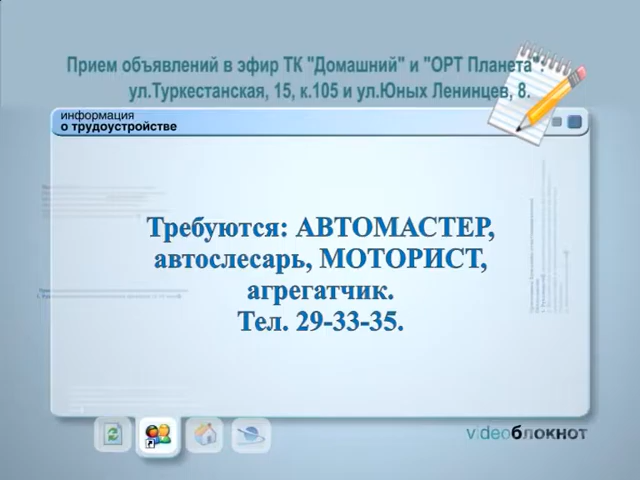 Прием объявлений в эфир ТК "Домашний" и "ОРТ Планета":
ул.Туркестанская, 15, к.105 и ул.Юных Ленинцев, 8.
информация
о трудоустройстве
Требуются: АВТОМАСТЕР,
автослесарь, МОТОРИСТ,
агрегатчик.
Тел. 29-33-35.
videоблокнот